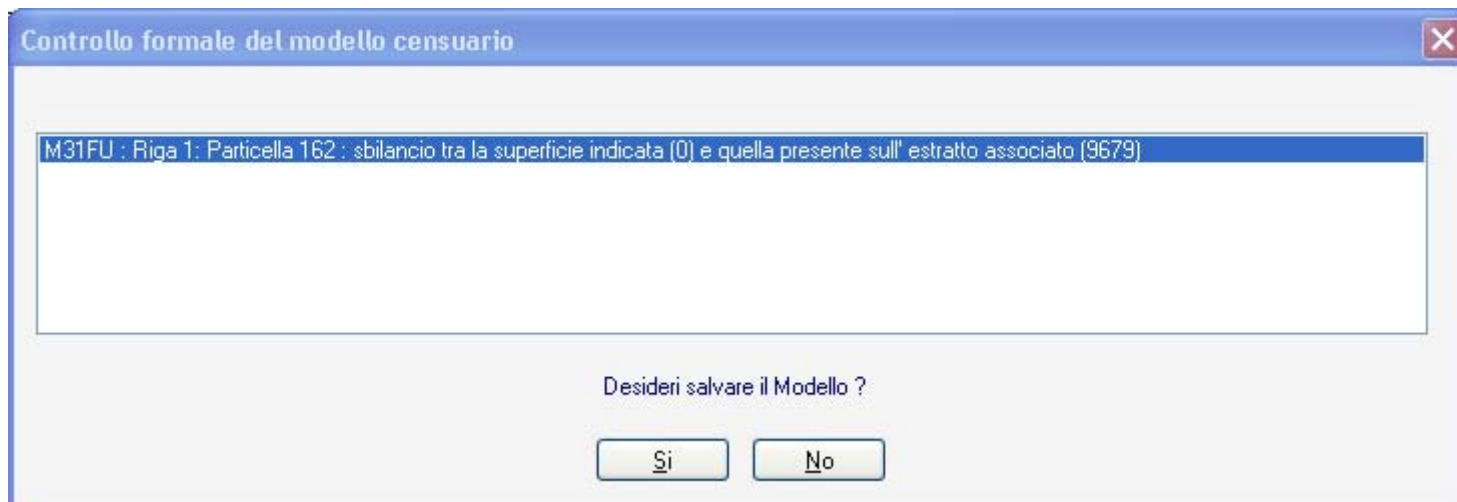 Controllo formale del modello censuario
M31FU : Riga 1: Particella 162 : sbilancio tra la superficie indicata (0) e quella presente sull' estratto associato (9679)
Desideri salvare il Modello ?
Si
No